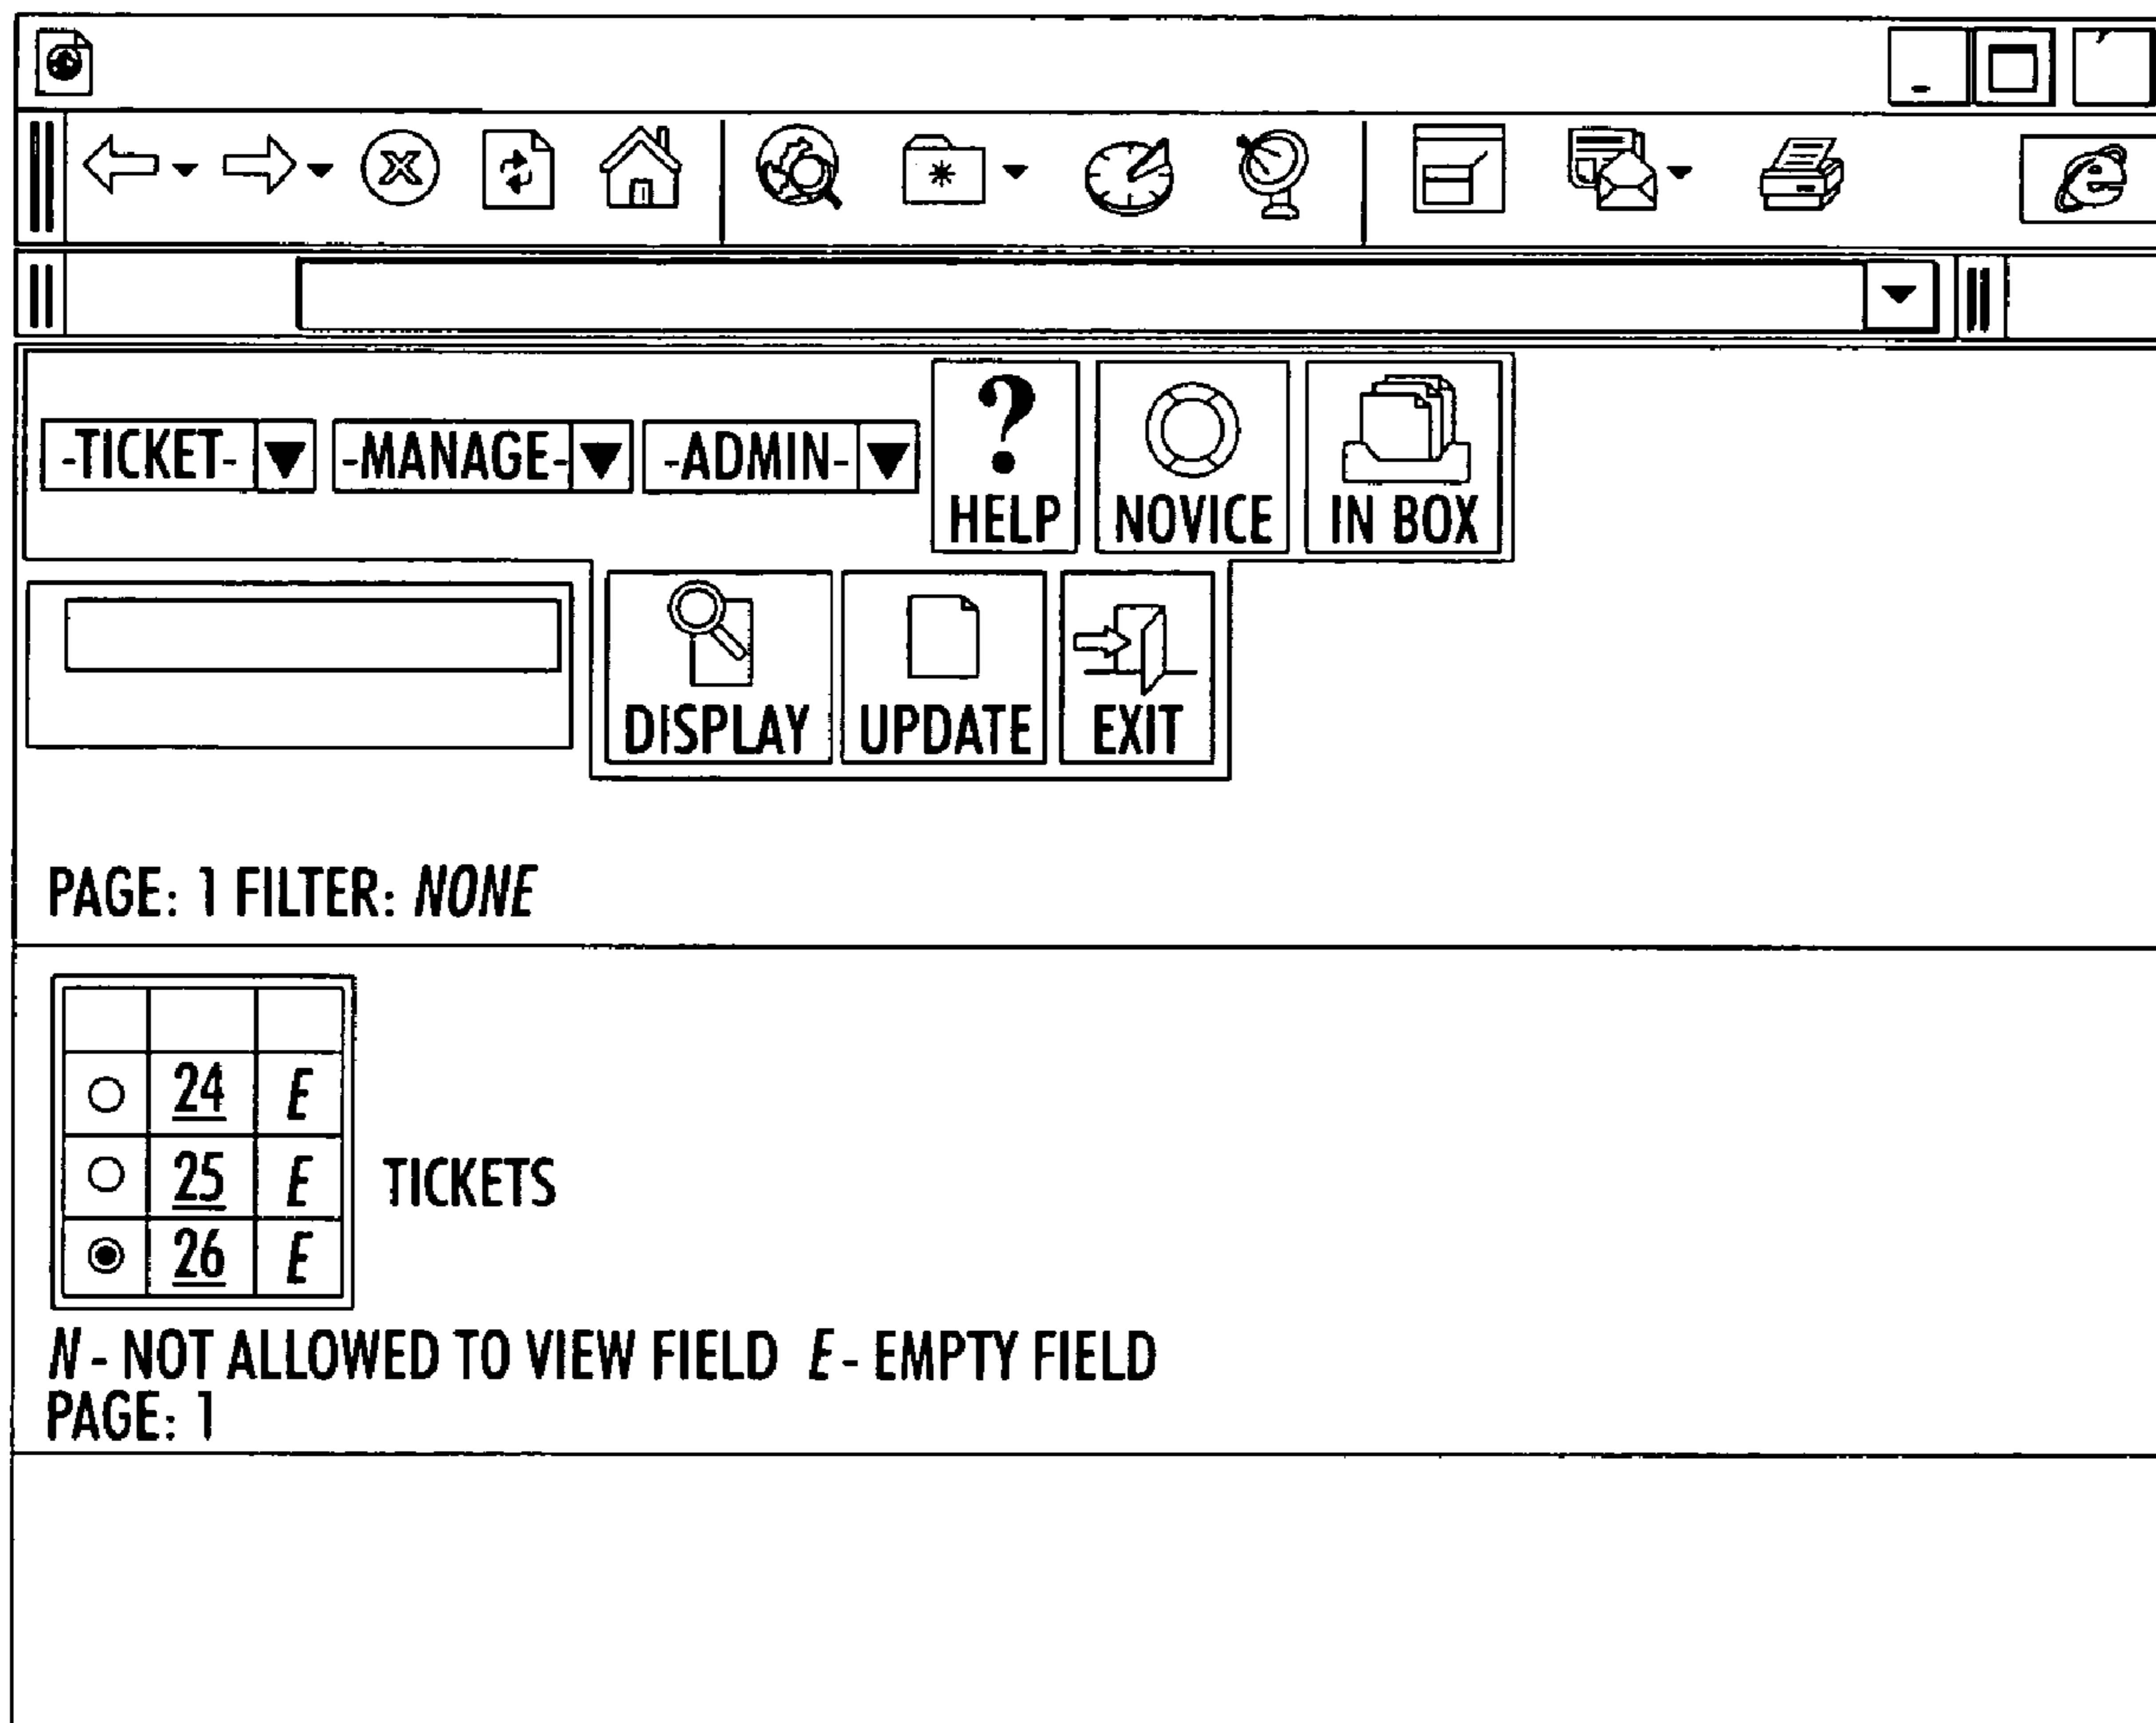 -TICKET- -MANAGE- -ADMIN- HELP NOVICE IN BOX
DISPLAY UPDATE EXIT
PAGE: 1 FILTER: NONE
24 E
25 E TICKETS
26 E
N - NOT ALLOWED TO VIEW FIELD E - EMPTY FIELD
PAGE: 1